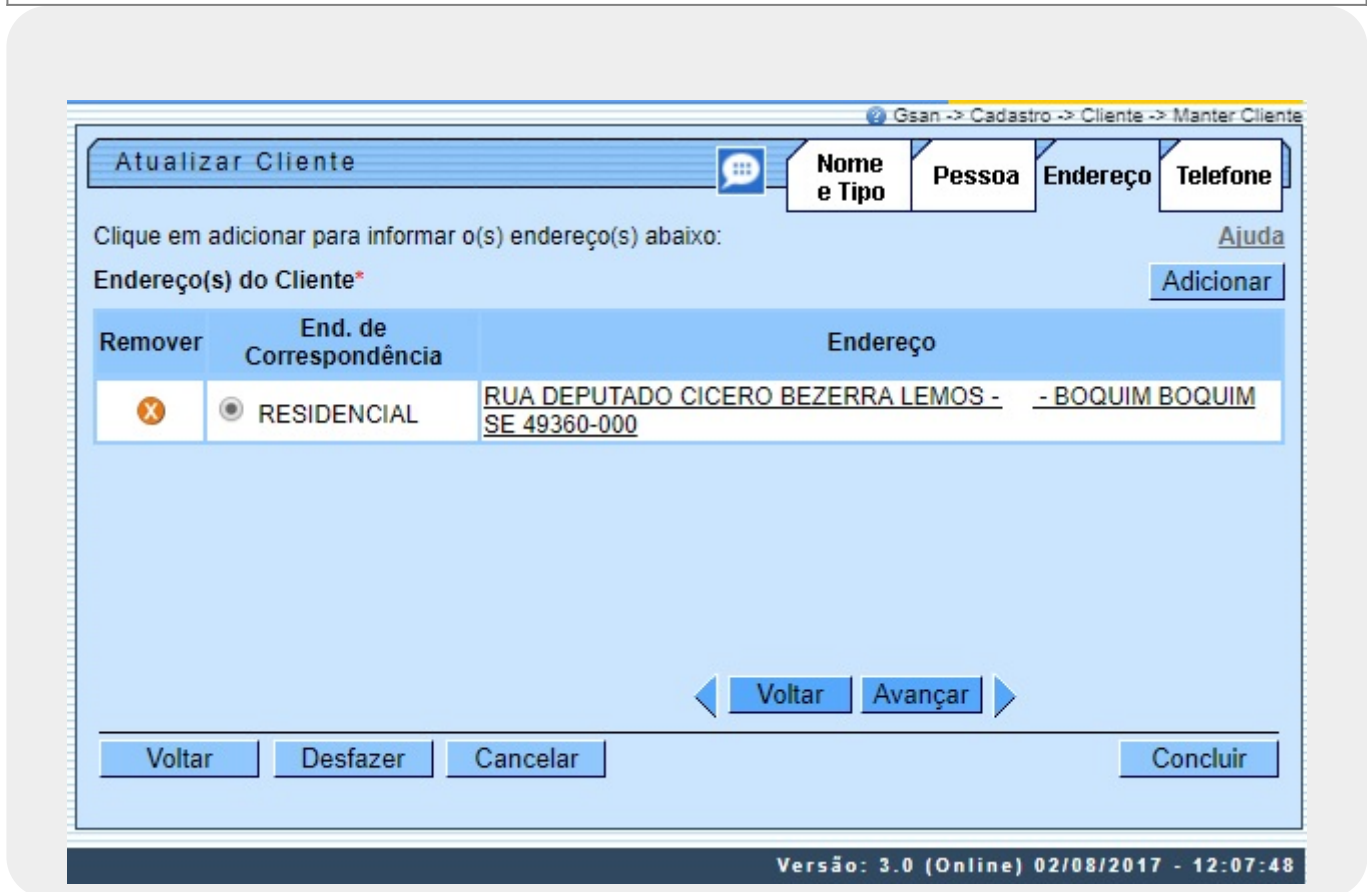 Gsan -> Cadastro -> Cliente -> Manter Cliente
Atualizar Cliente
Nome e Tipo
Pessoa
Endereço
Telefone
Clique em adicionar para informar o(s) endereço(s) abaixo:
Ajuda
Endereço(s) do Cliente*
Adicionar
Remover
End. de
Correspondência
Endereço
RESIDENCIAL
RUA DEPUTADO CICERO BEZERRA LEMOS - - BOQUIM BOQUIM
SE 49360-000
Voltar
Avançar
Voltar
Desfazer
Cancelar
Concluir
Versão: 3.0 (Online) 02/08/2017 - 12:07:48